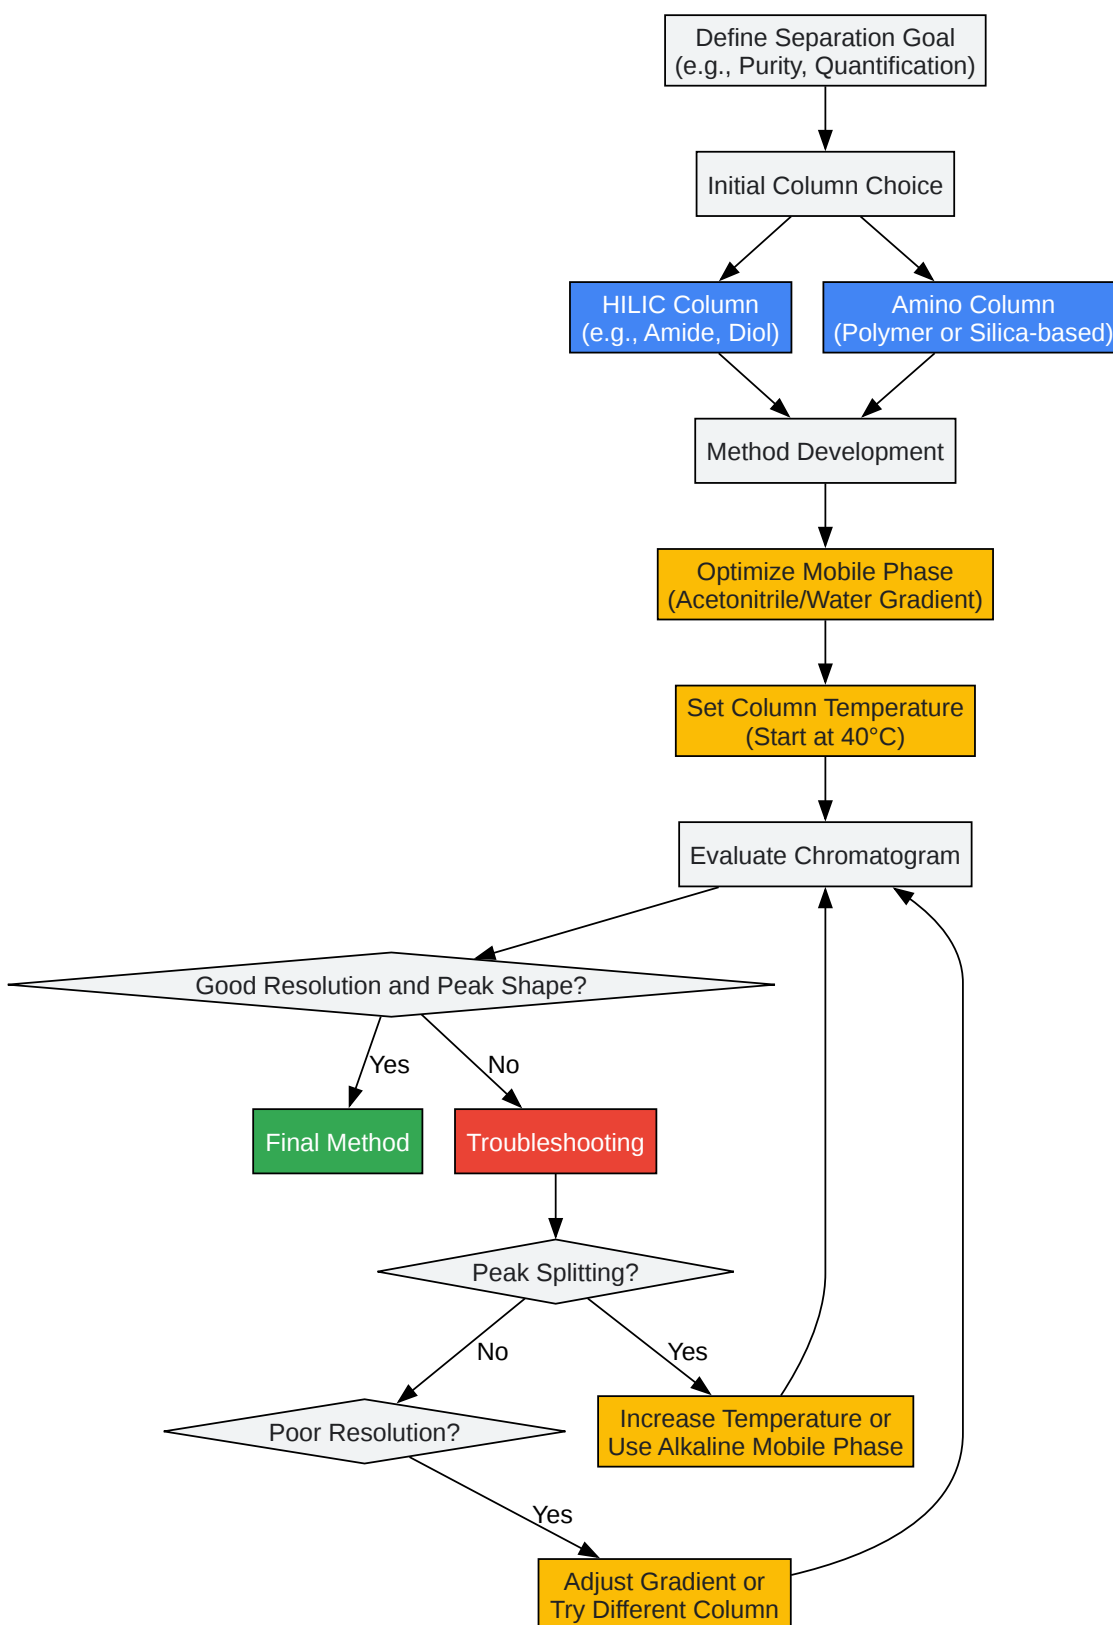 Define Separation Goal
(e.g., Purity, Quantification)
Initial Column Choice
HILIC Column
(e.g., Amide, Diol)
Amino Column
(Polymer or Silica-based)
Method Development
Optimize Mobile Phase
(Acetonitrile/Water Gradient)
Set Column Temperature
(Start at 40°C)
Evaluate Chromatogram
Good Resolution and Peak Shape?
Yes
No
Final Method
Troubleshooting
Peak Splitting?
No
Yes
Poor Resolution?
Increase Temperature or
Use Alkaline Mobile Phase
Yes
Adjust Gradient or
Try Different Column